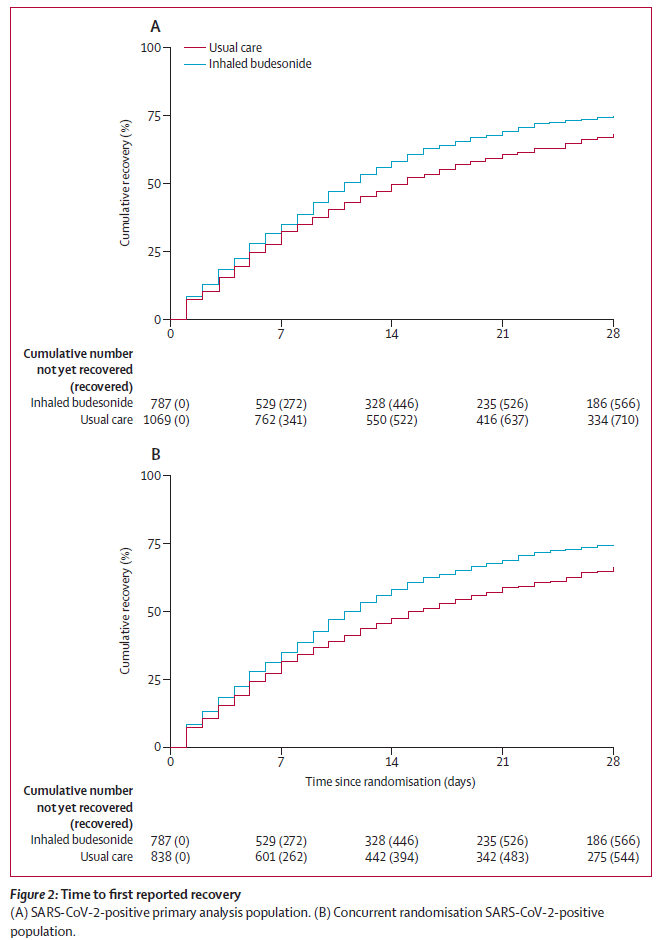 A
100
Usual care
Inhaled budesonide
75
Cumulative recovery (%)
50
25
0
0 7 14 21 28
Cumulative number
not yet recovered
(recovered)
Inhaled budesonide 787 (0) 529 (272) 328 (446) 235 (526) 186 (566)
Usual care 1069 (0) 762 (341) 550 (522) 416 (637) 334 (710)
B
100
75
Cumulative recovery (%)
50
25
0
0 7 14 21 28
Time since randomisation (days)
Cumulative number
not yet recovered
(recovered)
Inhaled budesonide 787 (0) 529 (272) 328 (446) 235 (526) 186 (566)
Usual care 838 (0) 601 (262) 442 (394) 342 (483) 275 (544)
Figure 2: Time to first reported recovery
(A) SARS-CoV-2-positive primary analysis population. (B) Concurrent randomisation SARS-CoV-2-positive
population.